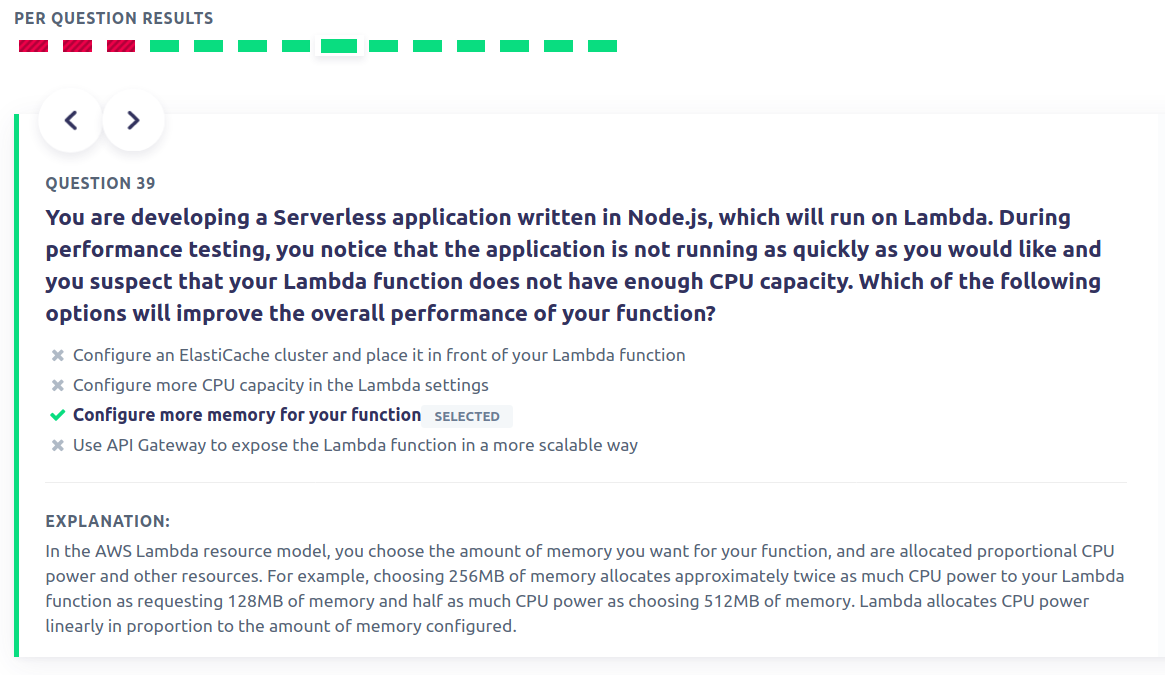 PER QUESTION RESULTS
QUESTION 39
You are developing a Serverless application written in Node.js, which will run on Lambda. During
performance testing, you notice that the application is not running as quickly as you would like and
you suspect that your Lambda function does not have enough CPU capacity. Which of the following
options will improve the overall performance of your function?
Configure an ElastiCache cluster and place it in front of your Lambda function
Configure more CPU capacity in the Lambda settings
Configure more memory for your function SELECTED
Use API Gateway to expose the Lambda function in a more scalable way
EXPLANATION:
In the AWS Lambda resource model, you choose the amount of memory you want for your function, and are allocated proportional CPU
power and other resources. For example, choosing 256MB of memory allocates approximately twice as much CPU power to your Lambda
function as requesting 128MB of memory and half as much CPU power as choosing 512MB of memory. Lambda allocates CPU power
linearly in proportion to the amount of memory configured.